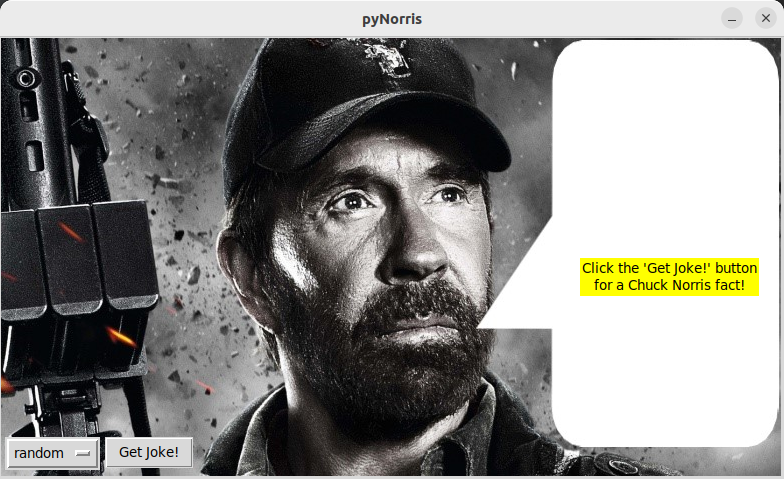 pyNorris
Click the 'Get Joke!' button
for a Chuck Norris fact!
random
Get Joke!